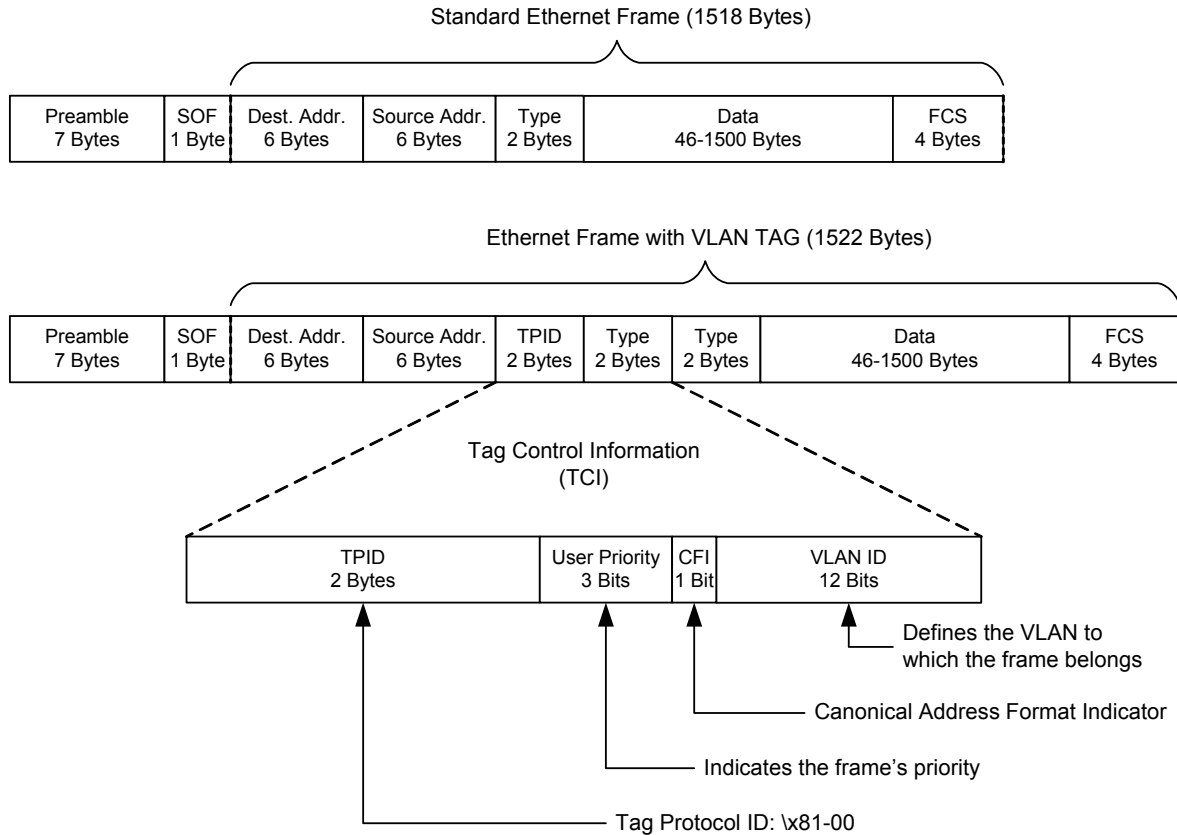 Standard Ethernet Frame (1518 Bytes)
Preamble
7 Bytes
SOF
1 Byte
Dest. Addr.
6 Bytes
Source Addr.
6 Bytes
Type
2 Bytes
Data
46-1500 Bytes
FCS
4 Bytes
Ethernet Frame with VLAN TAG (1522 Bytes)
Preamble
7 Bytes
SOF
1 Byte
Dest. Addr.
6 Bytes
Source Addr.
6 Bytes
TPID
2 Bytes
Type
2 Bytes
Type
2 Bytes
Data
46-1500 Bytes
FCS
4 Bytes
Tag Control Information
(TCI)
TPID
2 Bytes
User Priority
3 Bits
CFI
1 Bit
VLAN ID
12 Bits
Defines the VLAN to
which the frame belongs
Canonical Address Format Indicator
Indicates the frame's priority
Tag Protocol ID: \x81-00